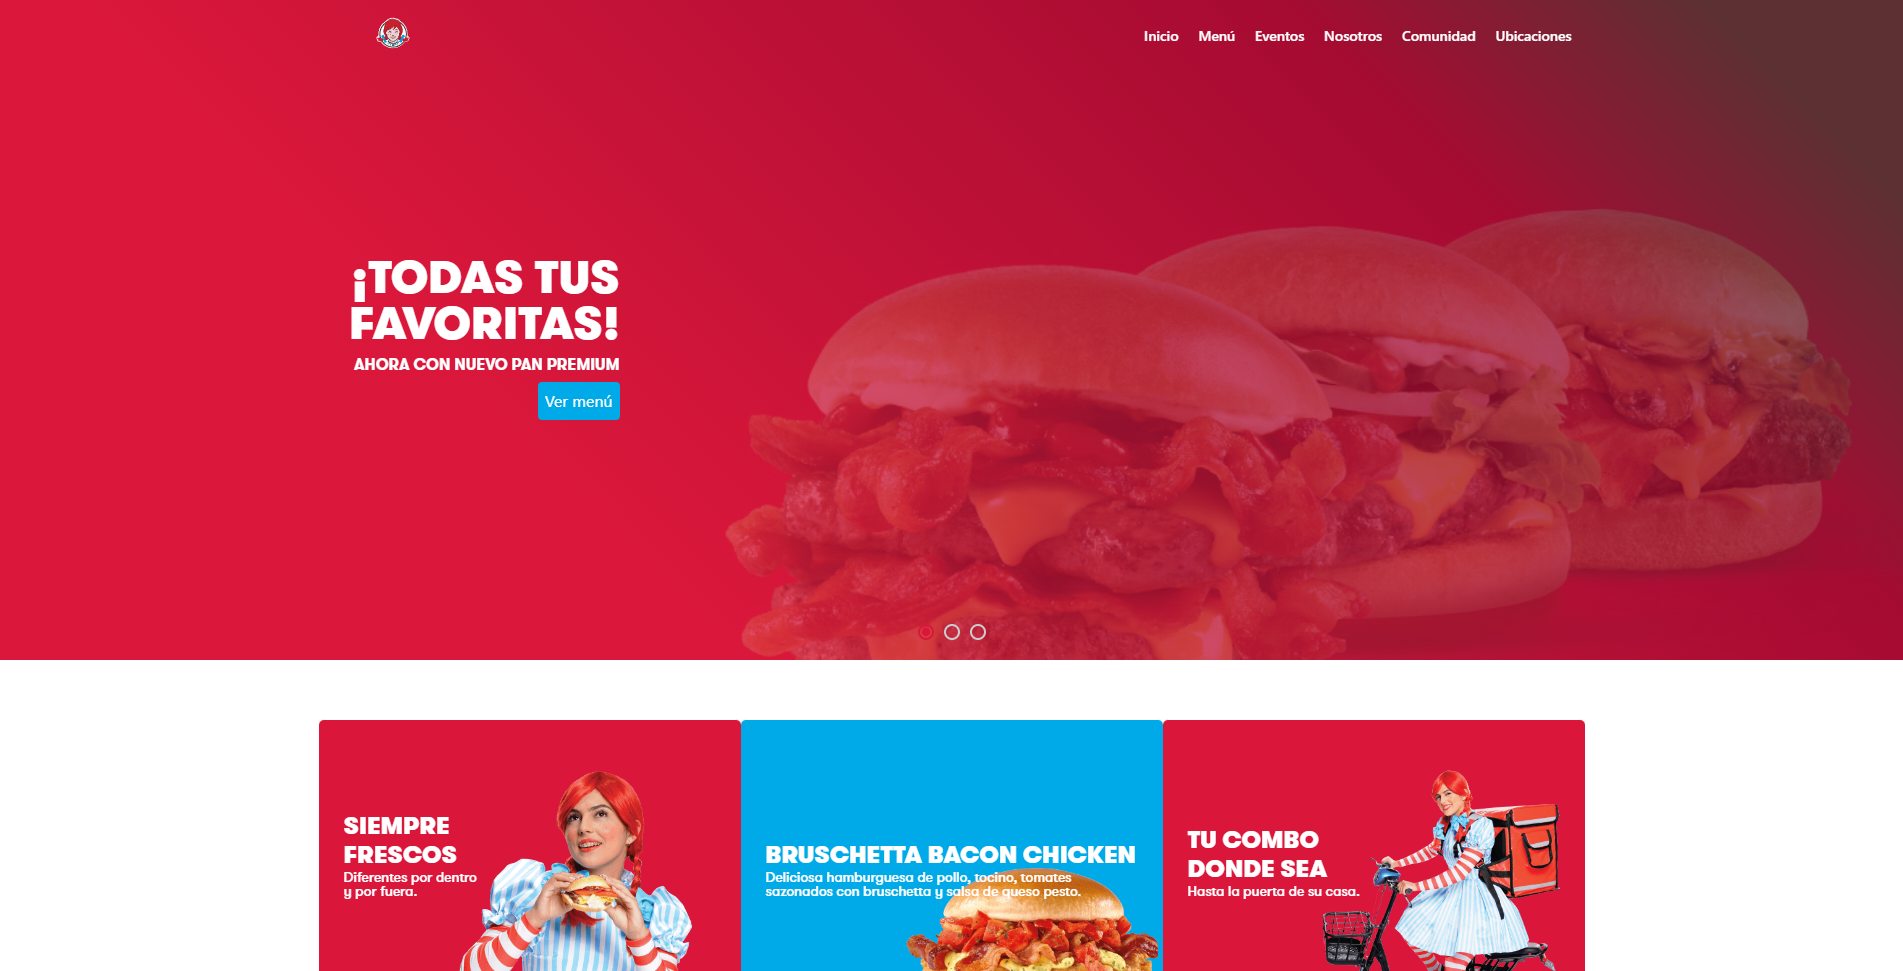 Inicio Menú Eventos Nosotros Comunidad Ubicaciones
¡TODAS TUS
FAVORITAS!
AHORA CON NUEVO PAN PREMIUM
Ver menú
SIEMPRE
FRESCOS
Diferentes por dentro
y por fuera.
BRUSCHETTA BACON CHICKEN
Deliciosa hamburguesa de pollo, tocino, tomates
sazonados con bruschetta y salsa de queso pesto.
TU COMBO
DONDE SEA
Hasta la puerta de su casa.